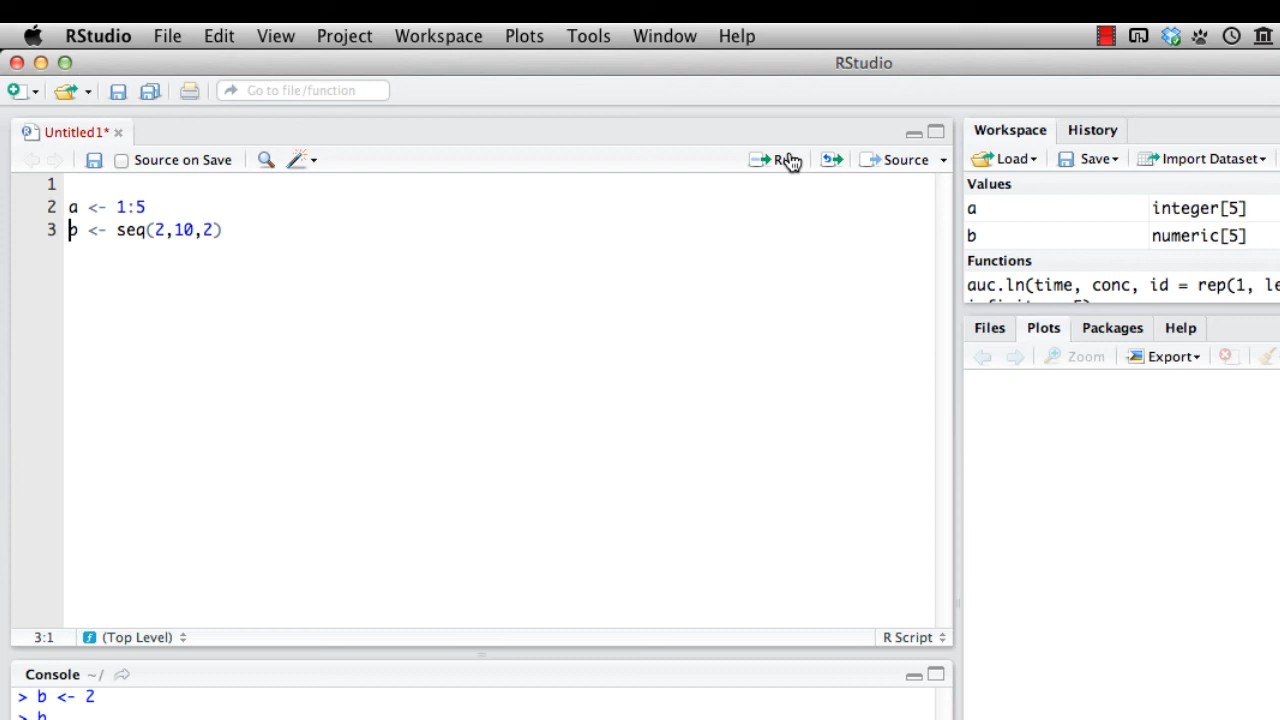 RStudio File Edit View Project Workspace Plots Tools Window Help
RStudio
Go to file/function
Untitled1*
Source on Save
Source
1
2 a <- 1:5
3 b <- seq(2,10,2)
3:1 (Top Level) R Script
Console ~/
> b <- 2
> b
Workspace History
Load Save Import Dataset
Values
a integer[5]
b numeric[5]
Functions
auc.ln(time, conc, id = rep(1,
Files Plots Packages Help
Zoom Export